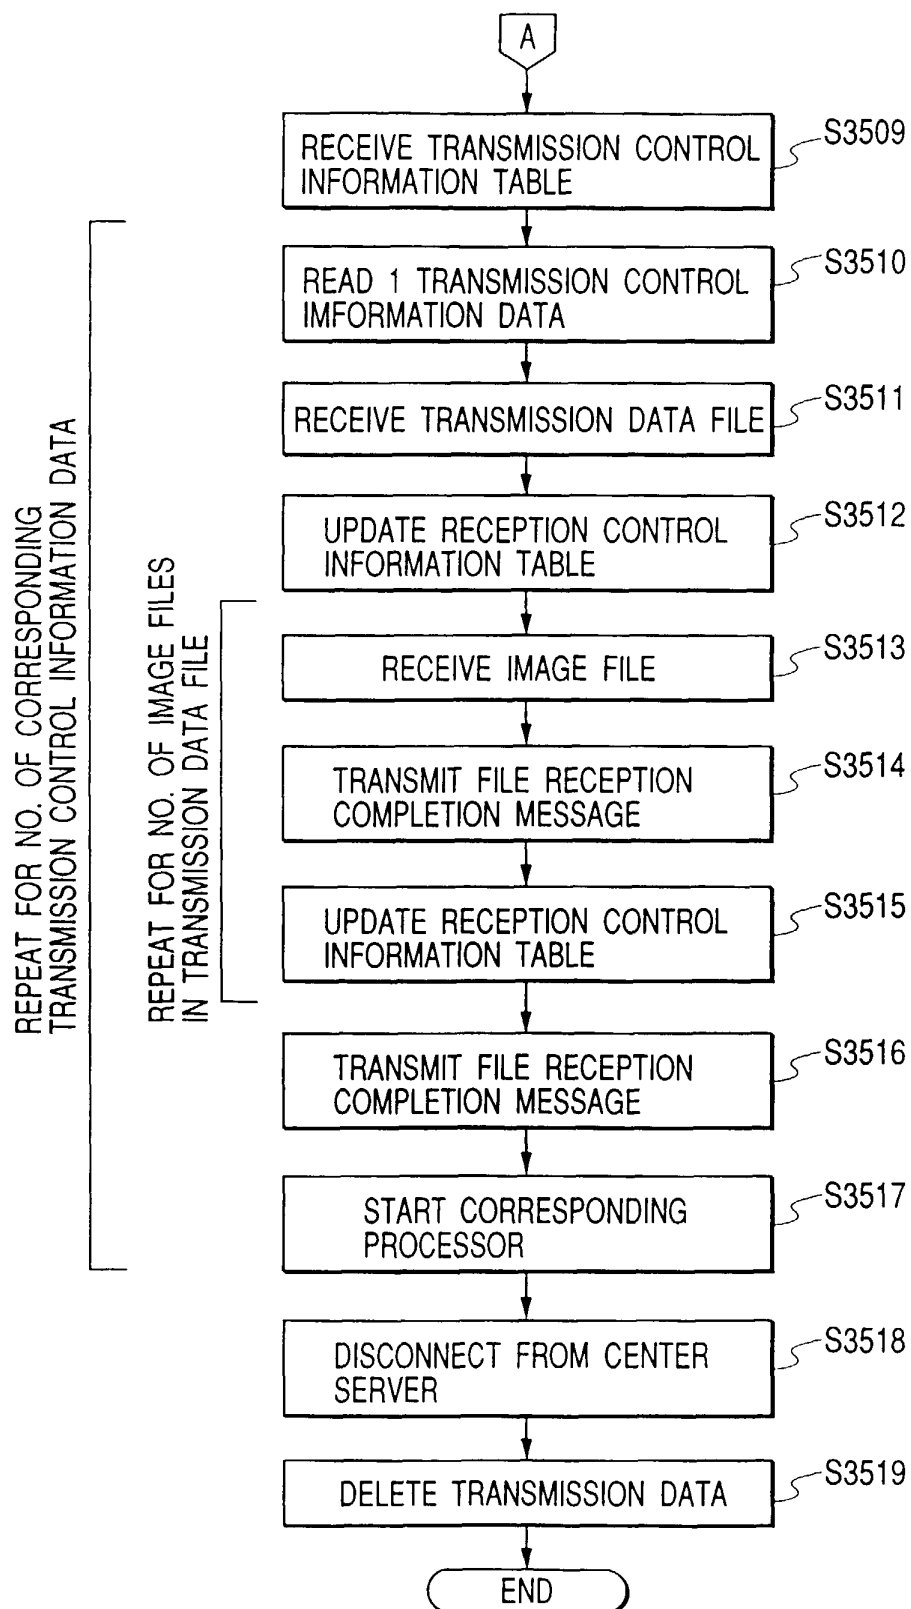 A
RECEIVE TRANSMISSION CONTROL
INFORMATION TABLE
S3509
READ 1 TRANSMISSION CONTROL
IMFORMATION DATA
S3510
RECEIVE TRANSMISSION DATA FILE
S3511
UPDATE RECEPTION CONTROL
INFORMATION TABLE
S3512
RECEIVE IMAGE FILE
S3513
TRANSMIT FILE RECEPTION
COMPLETION MESSAGE
S3514
UPDATE RECEPTION CONTROL
INFORMATION TABLE
S3515
TRANSMIT FILE RECEPTION
COMPLETION MESSAGE
S3516
START CORRESPONDING
PROCESSOR
S3517
DISCONNECT FROM CENTER
SERVER
S3518
DELETE TRANSMISSION DATA
S3519
END
REPEAT FOR NO. OF CORRESPONDING
TRANSMISSION CONTROL INFORMATION DATA
REPEAT FOR NO. OF IMAGE FILES
IN TRANSMISSION DATA FILE